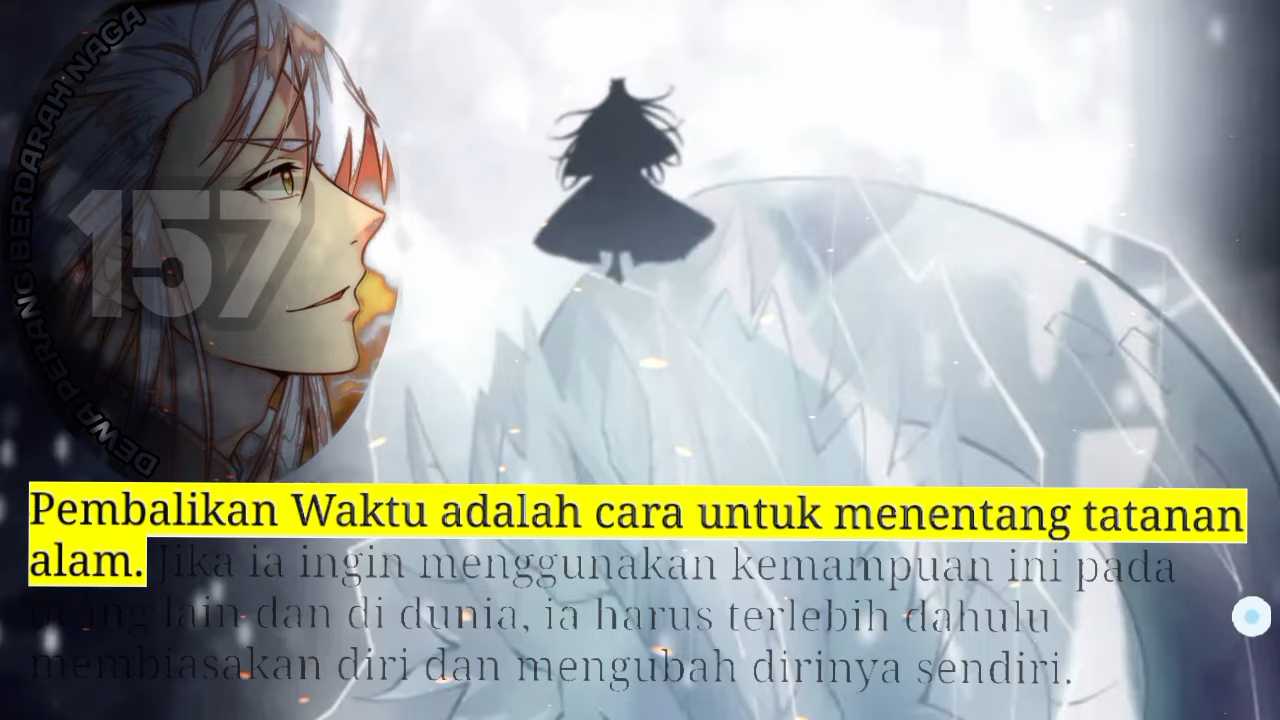 DEWA PERANG BERDARAH NAGA
157
Pembalikan Waktu adalah cara untuk menentang tatanan
alam. Jika ia ingin menggunakan kemampuan ini pada
orang lain dan di dunia, ia harus terlebih dahulu
membiasakan diri dan mengubah dirinya sendiri.